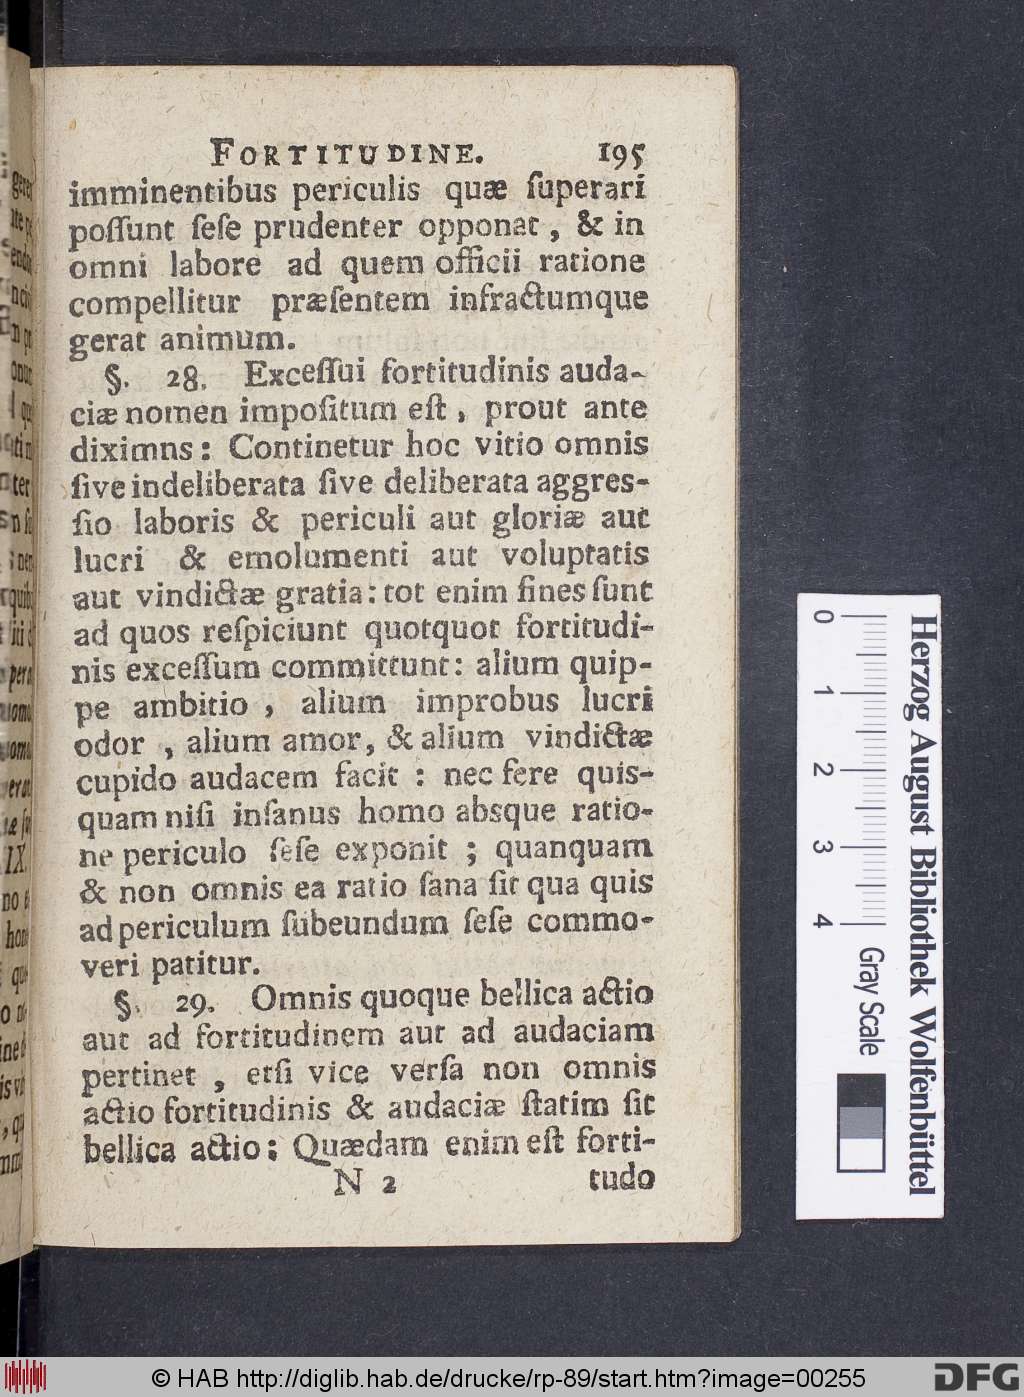 FORTITUDINE. 195
imminentibus periculis quæ ſuperari
poſſunt ſeſe prudenter opponat, & in
omni labore ad quem officii ratione
compellitur præſentem infractumque
gerat animum.
§. 28. Exceſſui fortitudinis auda-
ciæ nomen impoſitum eſt, prout ante
diximns: Continetur hoc vitio omnis
ſive indeliberata ſive deliberata aggres-
ſio laboris & periculi aut gloriæ aut
lucri & emolumenti aut voluptatis
aut vindictæ gratia: tot enim fines ſunt
ad quos reſpiciunt quotquot fortitudi-
nis exceſſum committunt: alium quip-
pe ambitio, alium improbus lucri
odor, alium amor, & alium vindictæ
cupido audacem facit: nec fere quis-
quam niſi inſanus homo absque ratio-
ne periculo ſeſe exponit; quanquam
& non omnis ea ratio ſana ſit qua quis
ad periculum ſubeundum ſeſe commo-
veri patitur.
§. 29. Omnis quoque bellica actio
aut ad fortitudinem aut ad audaciam
pertinet, etſi vice verſa non omnis
actio fortitudinis & audaciæ ſtatim ſit
bellica actio: Quædam enim eſt forti-
N 2 tudo
Herzog August Bibliothek Wolfenbüttel
0 1 2 3 4
Gray Scale
© HAB http://diglib.hab.de/drucke/rp-89/start.htm?image=00255
DFG